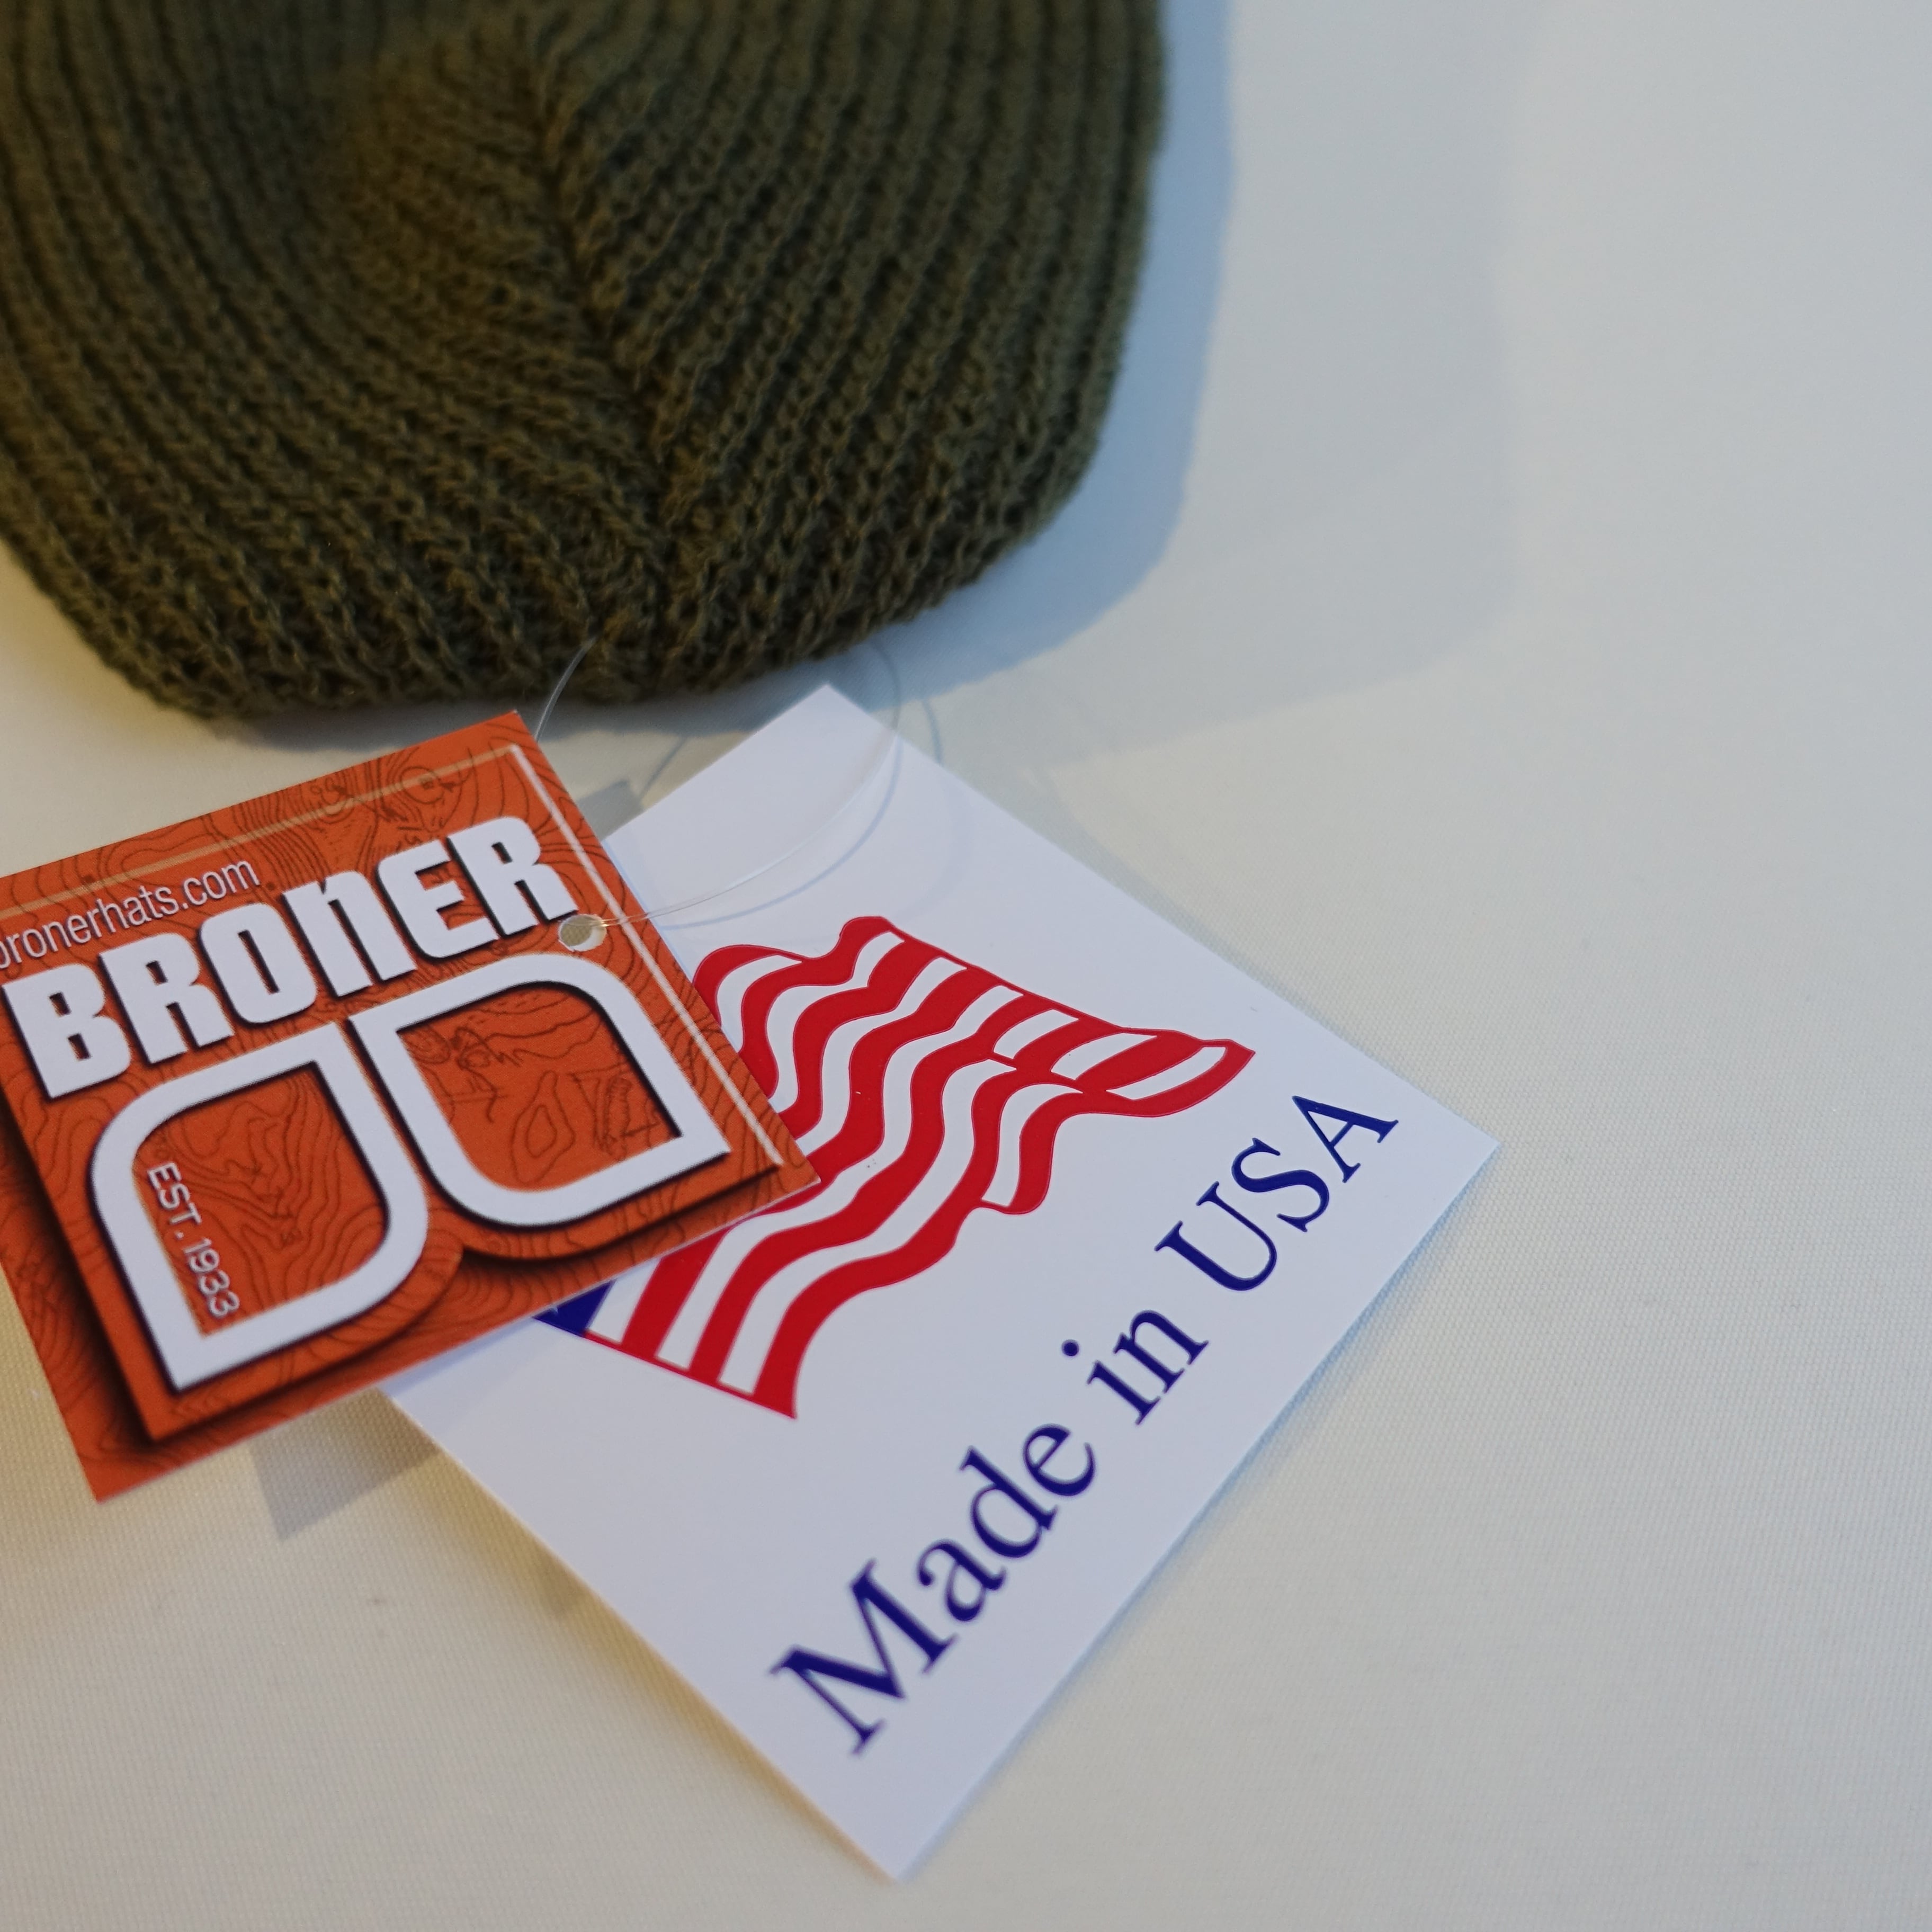 bronerhats.com
BRONER
EST. 1933
Made in USA